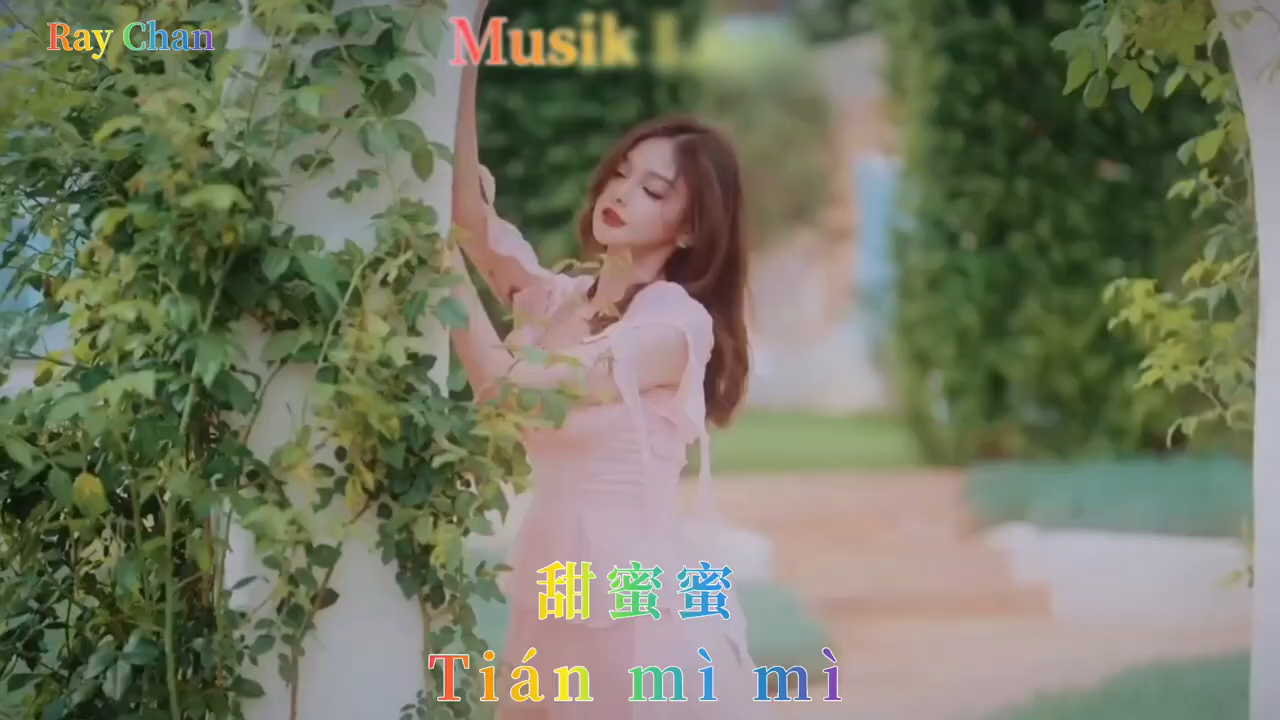 Ray Chan
Musik
甜蜜蜜
Tián mì mì